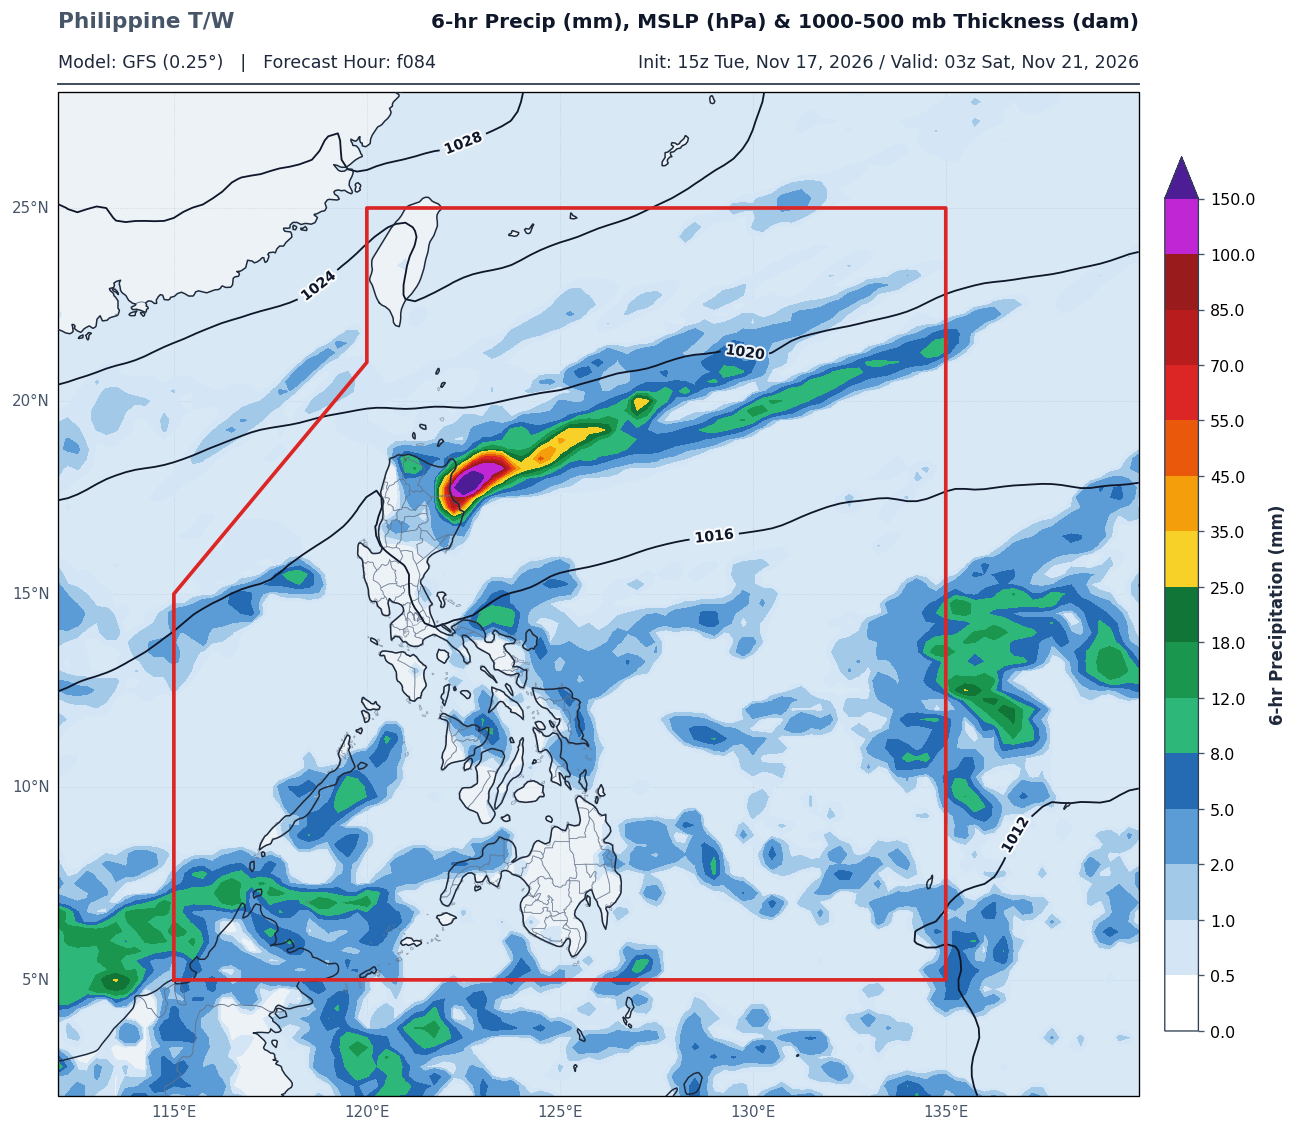 Philippine T/W
6-hr Precip (mm), MSLP (hPa) & 1000-500 mb Thickness (dam)
Model: GFS (0.25°) | Forecast Hour: f084
Init: 15z Tue, Nov 17, 2026 / Valid: 03z Sat, Nov 21, 2026
1028
1024
1020
1016
1012
25°N
20°N
15°N
10°N
5°N
115°E
120°E
125°E
130°E
135°E
150.0
100.0
85.0
70.0
55.0
45.0
35.0
25.0
18.0
12.0
8.0
5.0
2.0
1.0
0.5
0.0
6-hr Precipitation (mm)